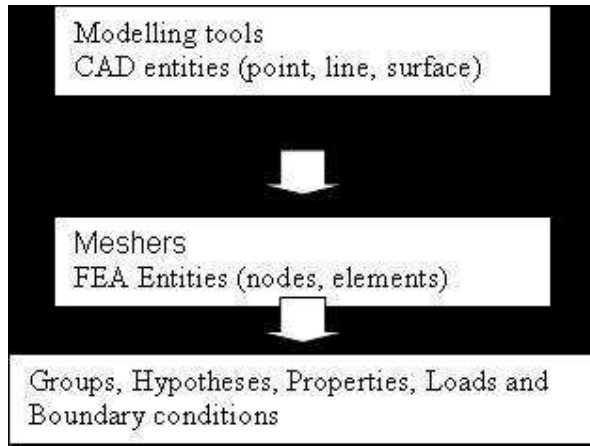 Modelling tools
CAD entities (point, line, surface)
Meshers
FEA Entities (nodes, elements)
Groups, Hypotheses, Properties, Loads and
Boundary conditions